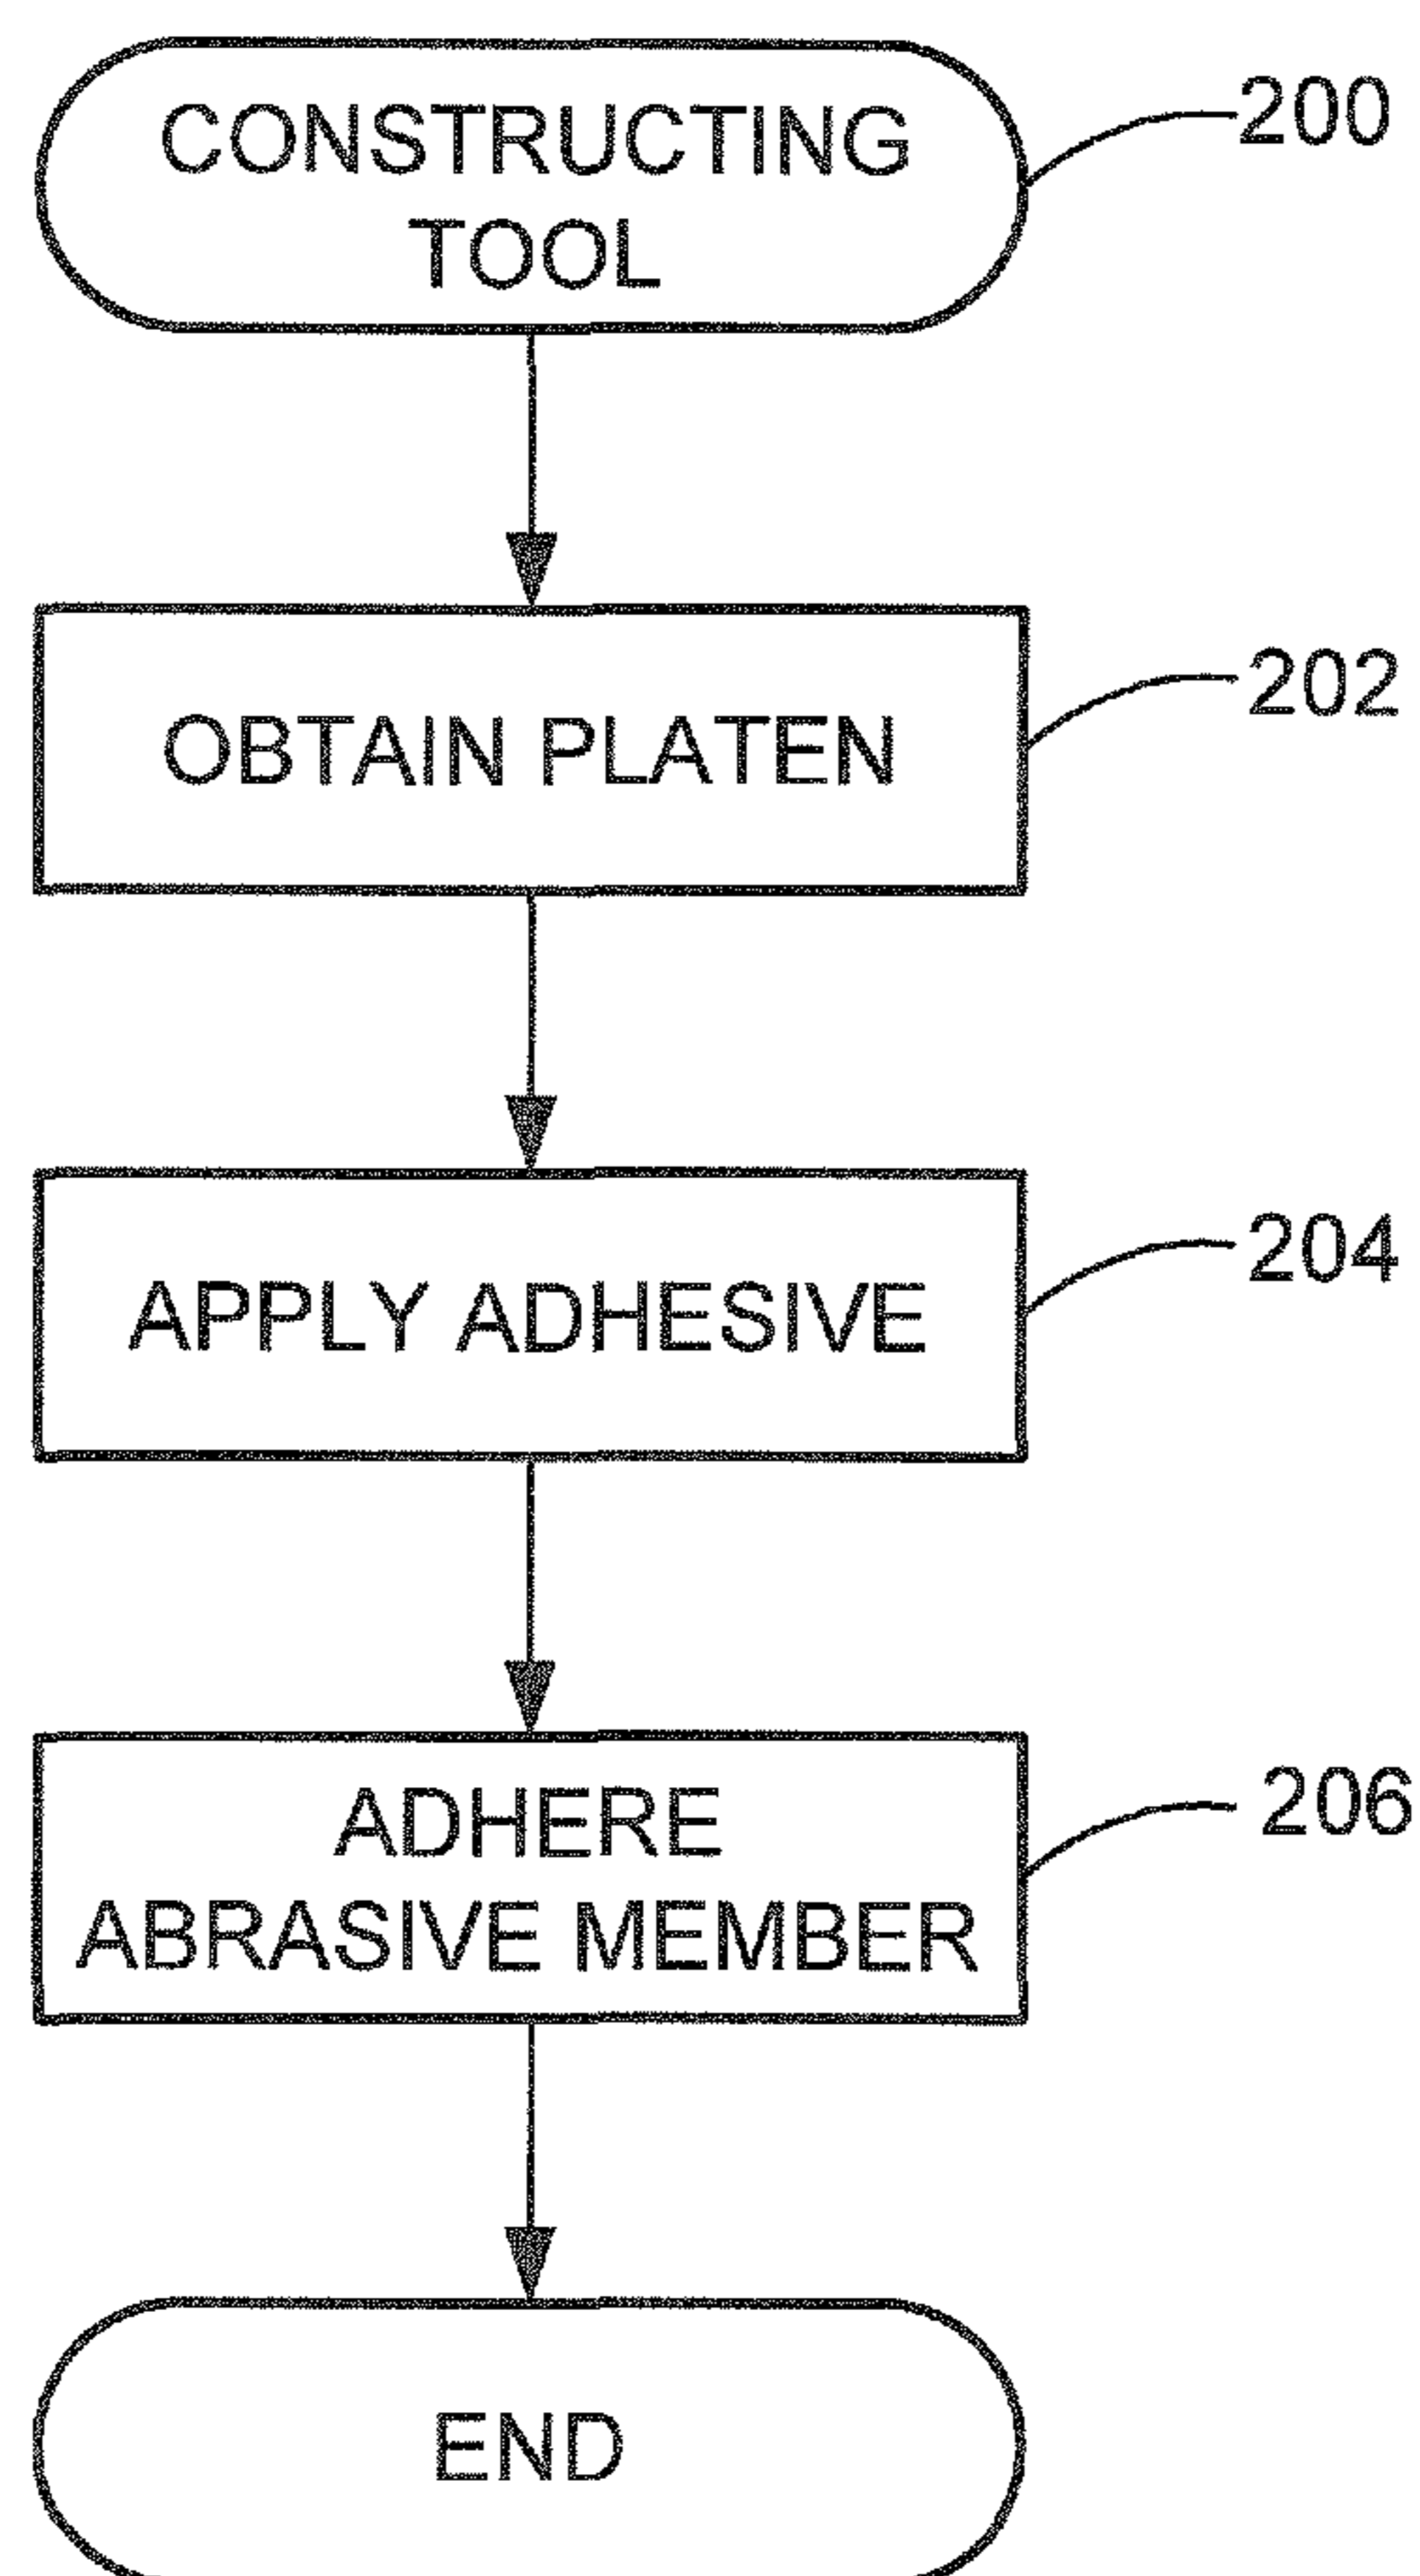 CONSTRUCTING
TOOL
200
OBTAIN PLATEN
202
APPLY ADHESIVE
204
ADHERE
ABRASIVE MEMBER
206
END